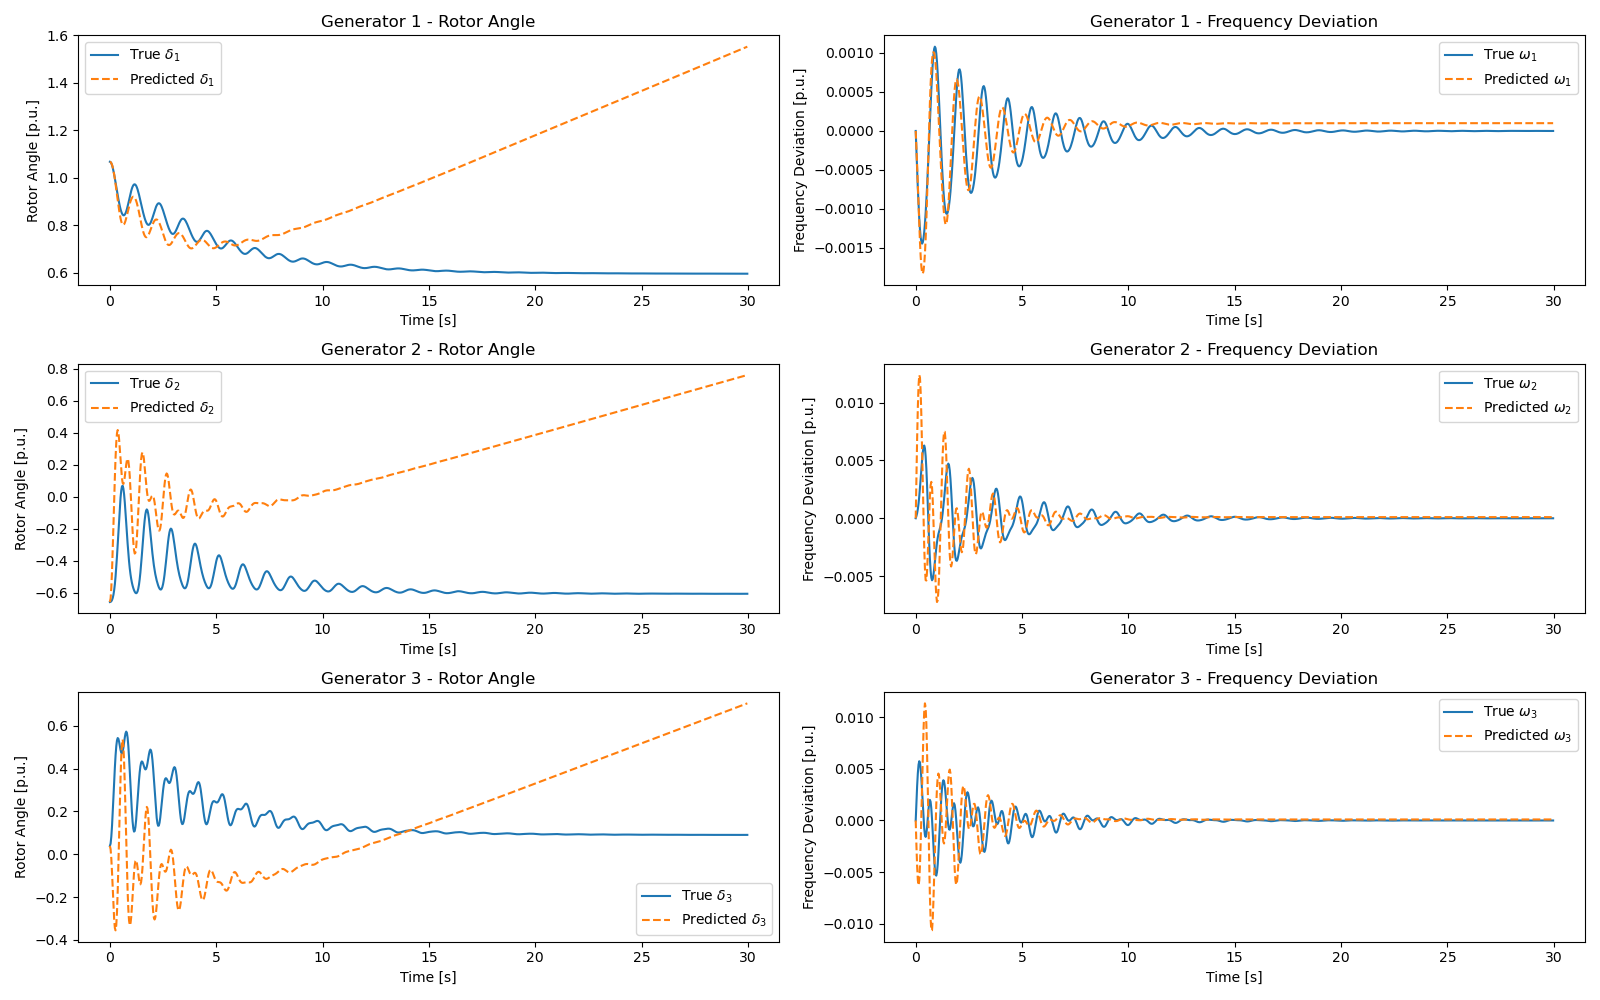 Generator 1 - Rotor Angle
Rotor Angle [p.u.]
1.6
1.4
1.2
1.0
0.8
0.6
True δ1
Predicted δ1
0 5 10 15 20 25 30
Time [s]
Generator 1 - Frequency Deviation
Frequency Deviation [p.u.]
0.0010
0.0005
0.0000
−0.0005
−0.0010
−0.0015
True ω1
Predicted ω1
0 5 10 15 20 25 30
Time [s]
Generator 2 - Rotor Angle
Rotor Angle [p.u.]
0.8
0.6
0.4
0.2
0.0
−0.2
−0.4
−0.6
True δ2
Predicted δ2
0 5 10 15 20 25 30
Time [s]
Generator 2 - Frequency Deviation
Frequency Deviation [p.u.]
0.010
0.005
0.000
−0.005
True ω2
Predicted ω2
0 5 10 15 20 25 30
Time [s]
Generator 3 - Rotor Angle
Rotor Angle [p.u.]
0.6
0.4
0.2
0.0
−0.2
−0.4
True δ3
Predicted δ3
0 5 10 15 20 25 30
Time [s]
Generator 3 - Frequency Deviation
Frequency Deviation [p.u.]
0.010
0.005
0.000
−0.005
−0.010
True ω3
Predicted ω3
0 5 10 15 20 25 30
Time [s]